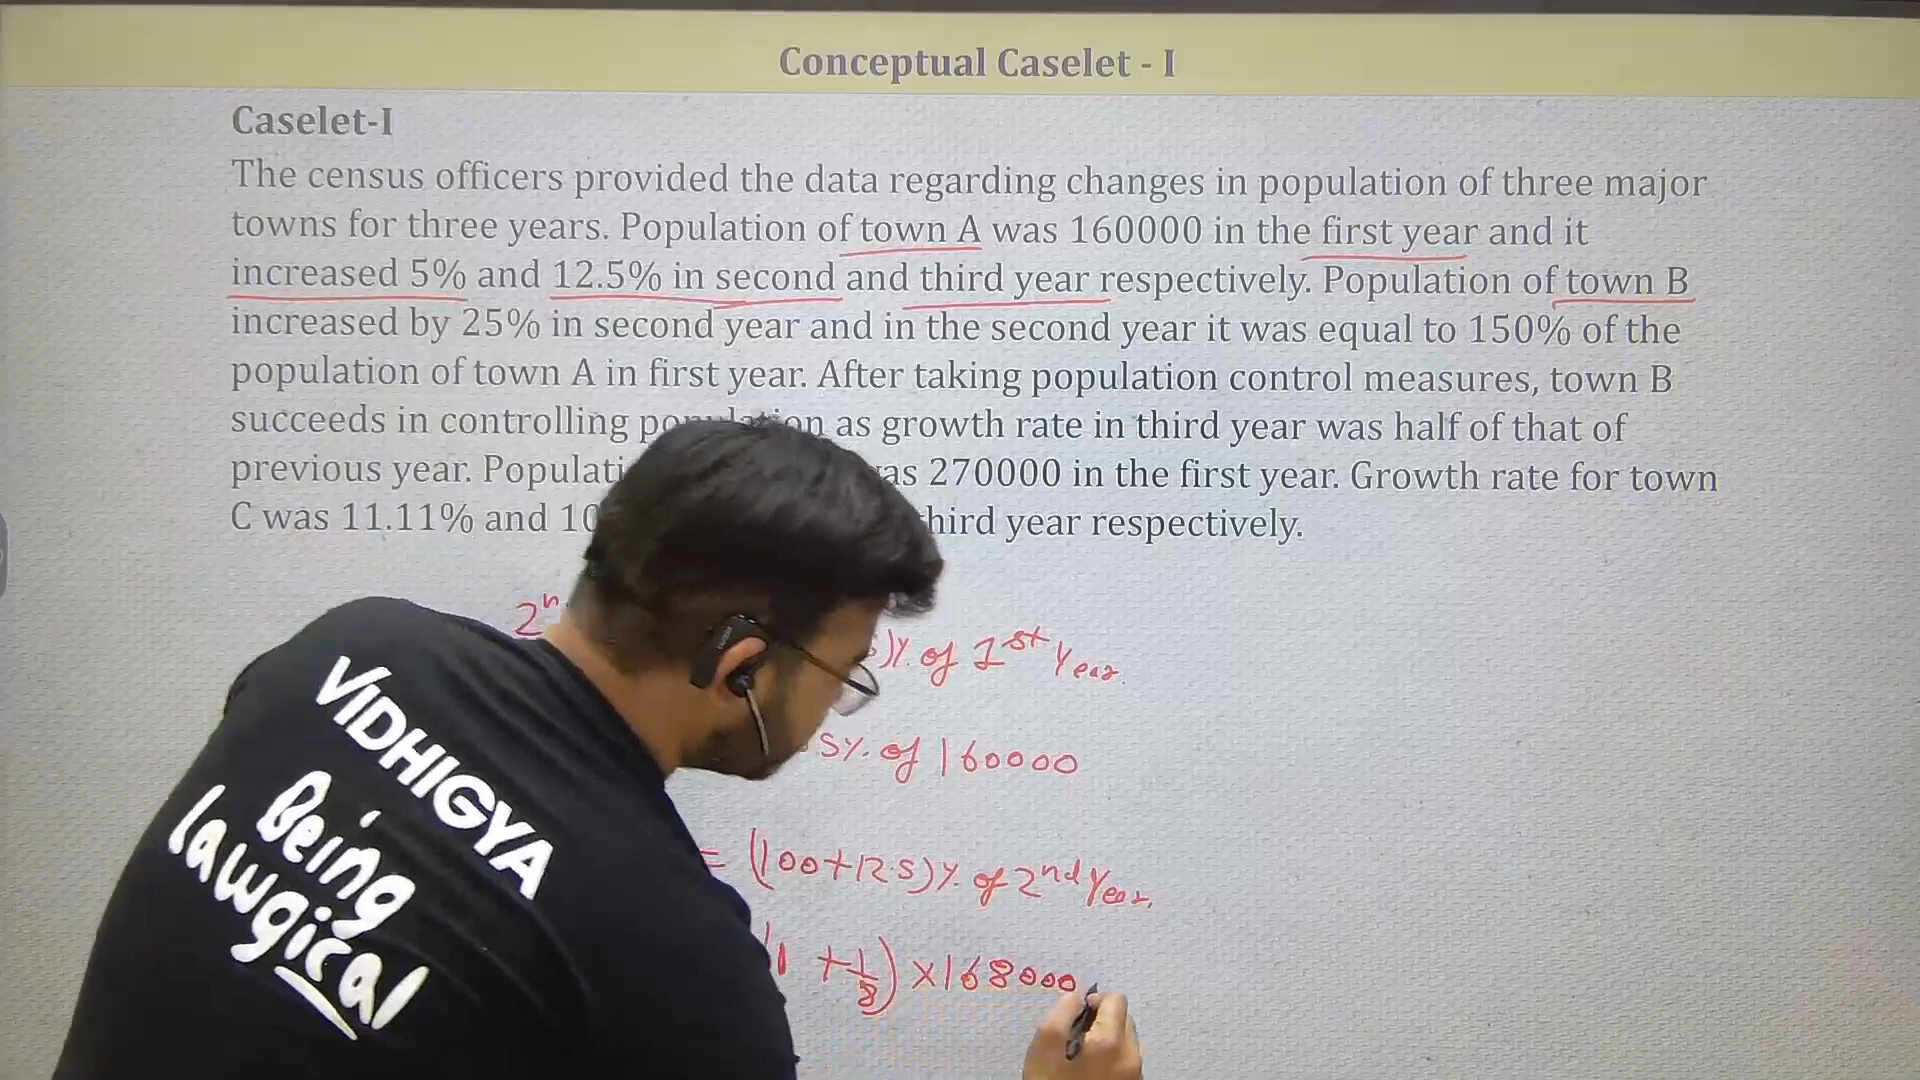 Conceptual Caselet - I
Caselet-I
The census officers provided the data regarding changes in population of three major
towns for three years. Population of town A was 160000 in the first year and it
increased 5% and 12.5% in second and third year respectively. Population of town B
increased by 25% in second year and in the second year it was equal to 150% of the
population of town A in first year. After taking population control measures, town B
succeeds in controlling population as growth rate in third year was half of that of
previous year. Populati as 270000 in the first year. Growth rate for town
C was 11.11% and 10 third year respectively.
2n )% of 1st Year.
5% of 160000
= (100+12.5)% of 2nd Year.
(1 + 1/8) × 168000
VIDHIGYA
Being
lawgical